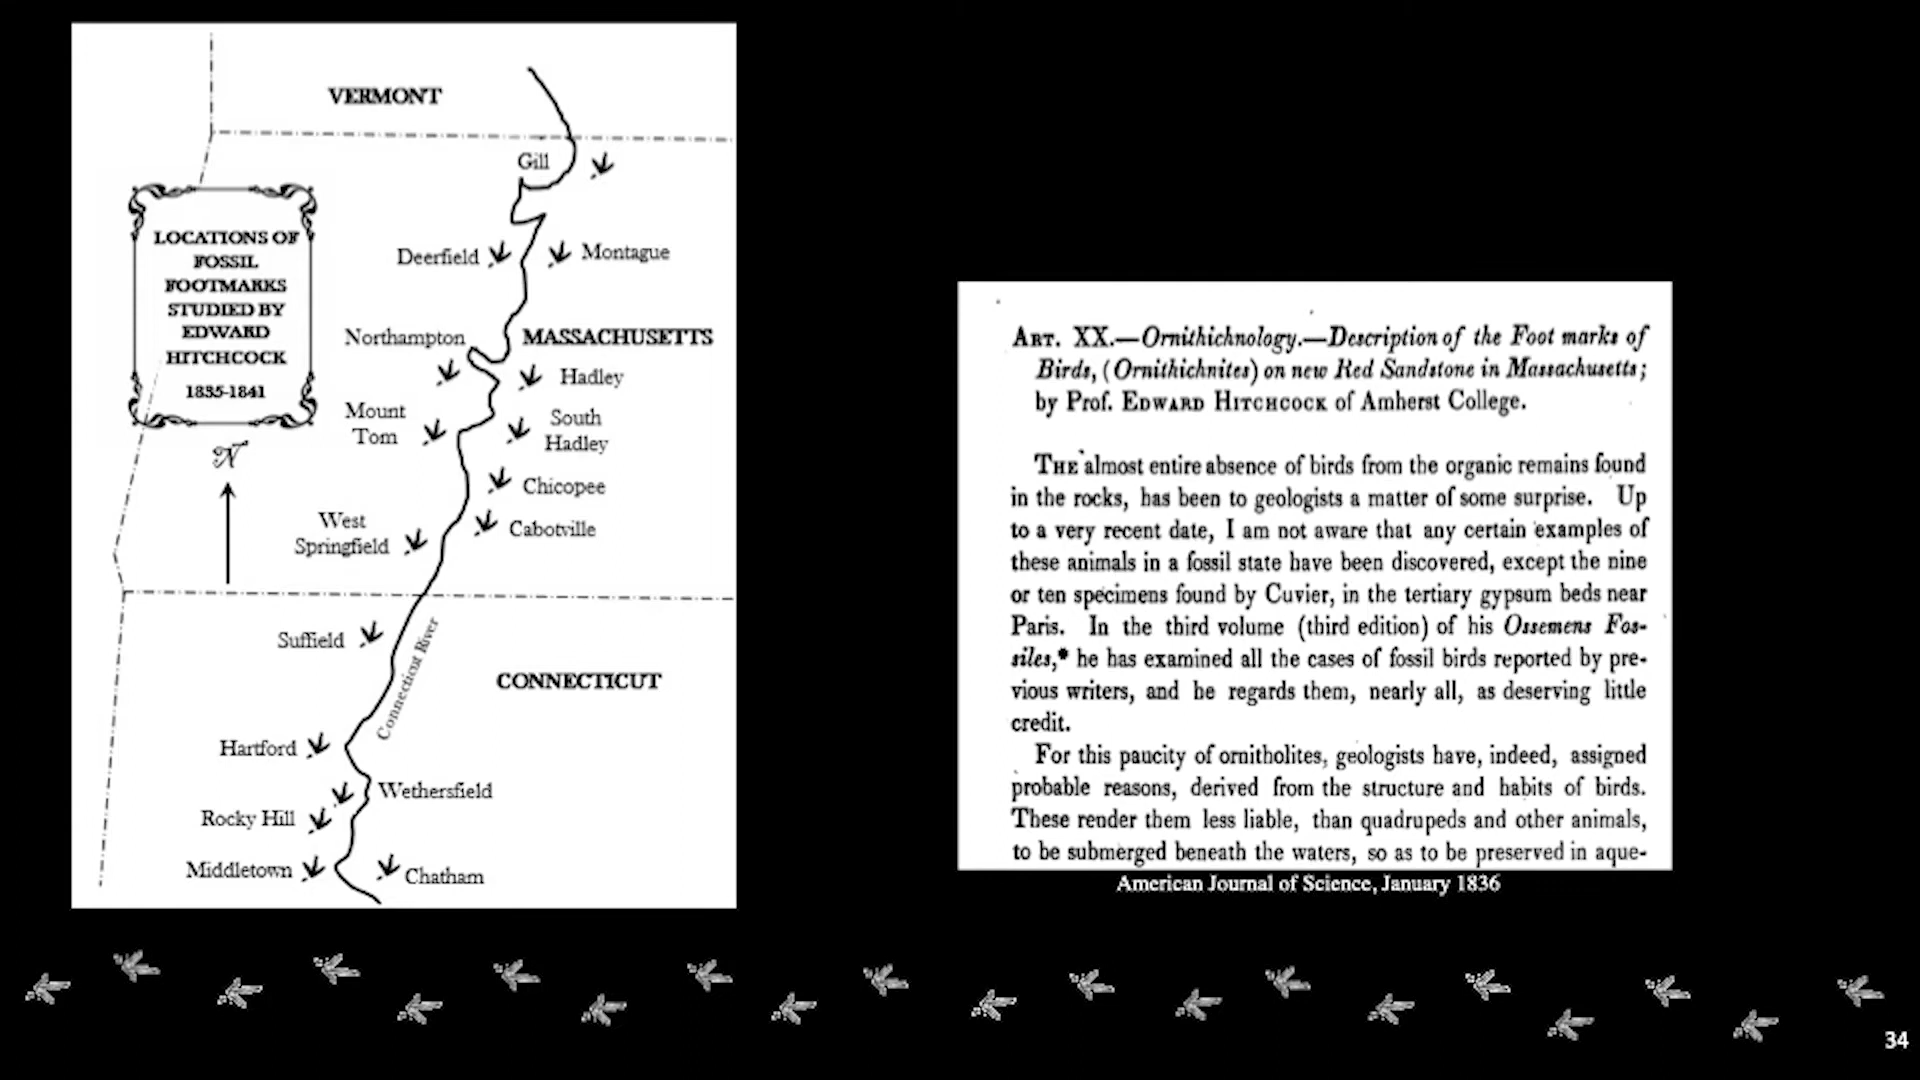 VERMONT
Gill
LOCATIONS OF
FOSSIL
FOOTMARKS
STUDIED BY
EDWARD
HITCHCOCK
1835-1841
N
Deerfield
Montague
Northampton
MASSACHUSETTS
Hadley
Mount
Tom
South
Hadley
Chicopee
West
Springfield
Cabotville
Suffield
Connecticut River
CONNECTICUT
Hartford
Wethersfield
Rocky Hill
Middletown
Chatham
ART. XX.—Ornithichnology.—Description of the Foot marks of
Birds, (Ornithichnites) on new Red Sandstone in Massachusetts;
by Prof. EDWARD HITCHCOCK of Amherst College.
THE almost entire absence of birds from the organic remains found
in the rocks, has been to geologists a matter of some surprise. Up
to a very recent date, I am not aware that any certain examples of
these animals in a fossil state have been discovered, except the nine
or ten specimens found by Cuvier, in the tertiary gypsum beds near
Paris. In the third volume (third edition) of his Ossemens Fos-
siles,* he has examined all the cases of fossil birds reported by pre-
vious writers, and he regards them, nearly all, as deserving little
credit.
For this paucity of ornitholites, geologists have, indeed, assigned
probable reasons, derived from the structure and habits of birds.
These render them less liable, than quadrupeds and other animals,
to be submerged beneath the waters, so as to be preserved in aque-
American Journal of Science, January 1836
34